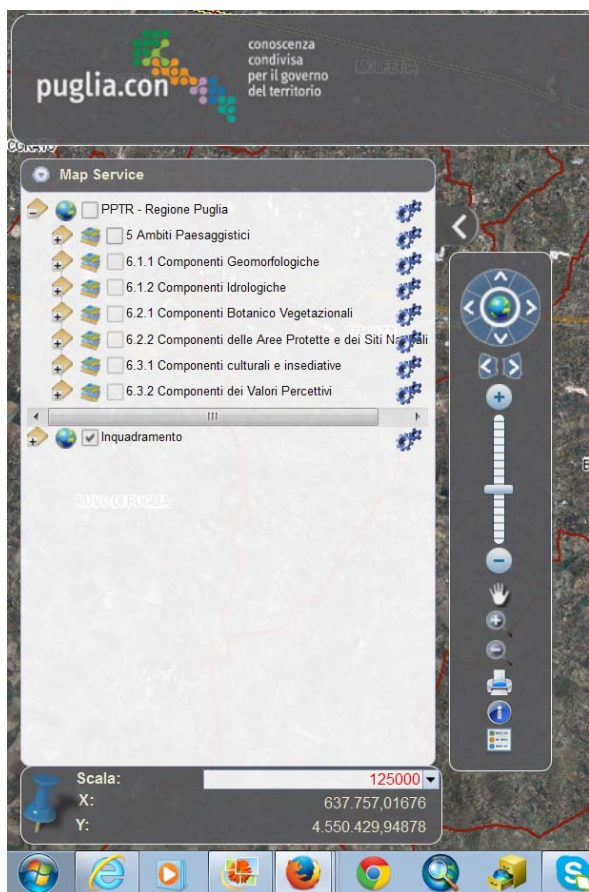 puglia.con
conoscenza
condivisa
per il governo
del territorio
MOLFETTA
CORATO
Map Service
PPTR - Regione Puglia
5 Ambiti Paesaggistici
6.1.1 Componenti Geomorfologiche
6.1.2 Componenti Idrologiche
6.2.1 Componenti Botanico Vegetazionali
6.2.2 Componenti delle Aree Protette e dei Siti Naturali
6.3.1 Componenti culturali e insediative
6.3.2 Componenti dei Valori Percettivi
Inquadramento
RUVO DI PUGLIA
Scala: 125000
X: 637.757,01676
Y: 4.550.429,94878